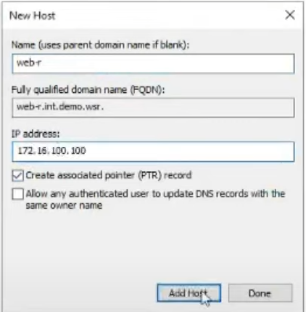 New Host
Name (uses parent domain name if blank):
web-r
Fully qualified domain name (FQDN):
web-r.int.demo.wsr.
IP address:
172.16.100.100
Create associated pointer (PTR) record
Allow any authenticated user to update DNS records with the
same owner name
Add Host Done